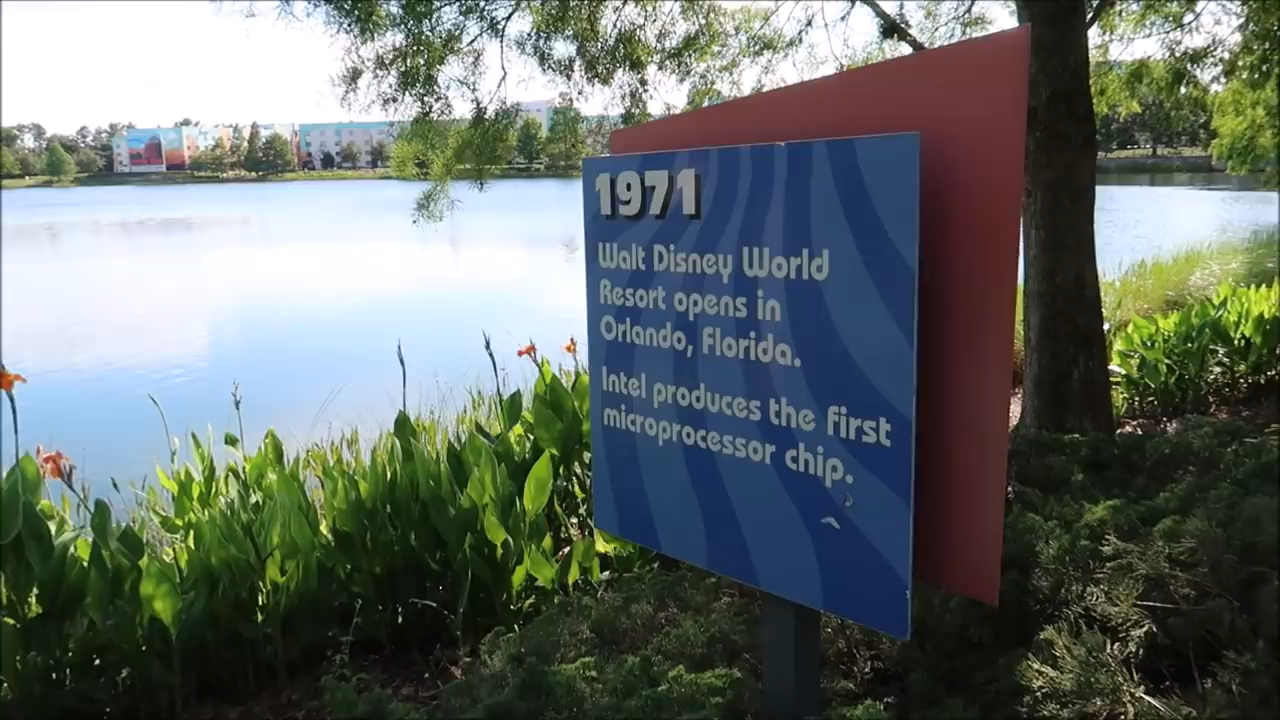 1971
Walt Disney World
Resort opens in
Orlando, Florida.
Intel produces the first
microprocessor chip.